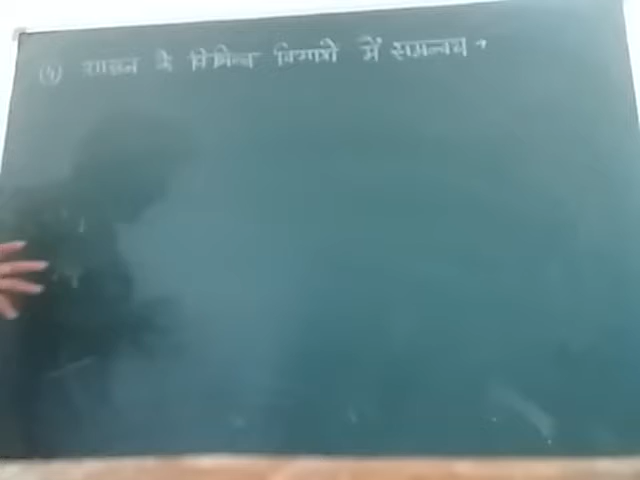 (5) शासन के विभिन्न विभागो में समन्वय